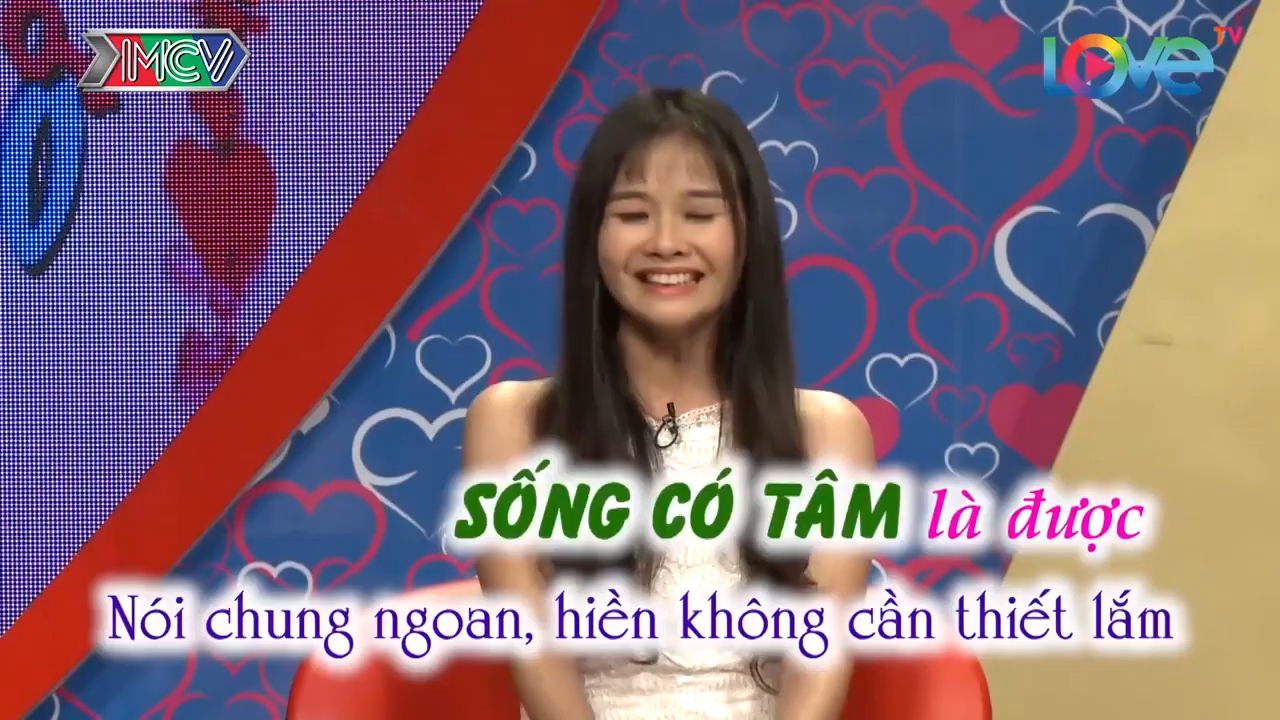 MCV
LOVE TV
SỐNG CÓ TÂM là được
Nói chung ngoan, hiền không cần thiết lắm